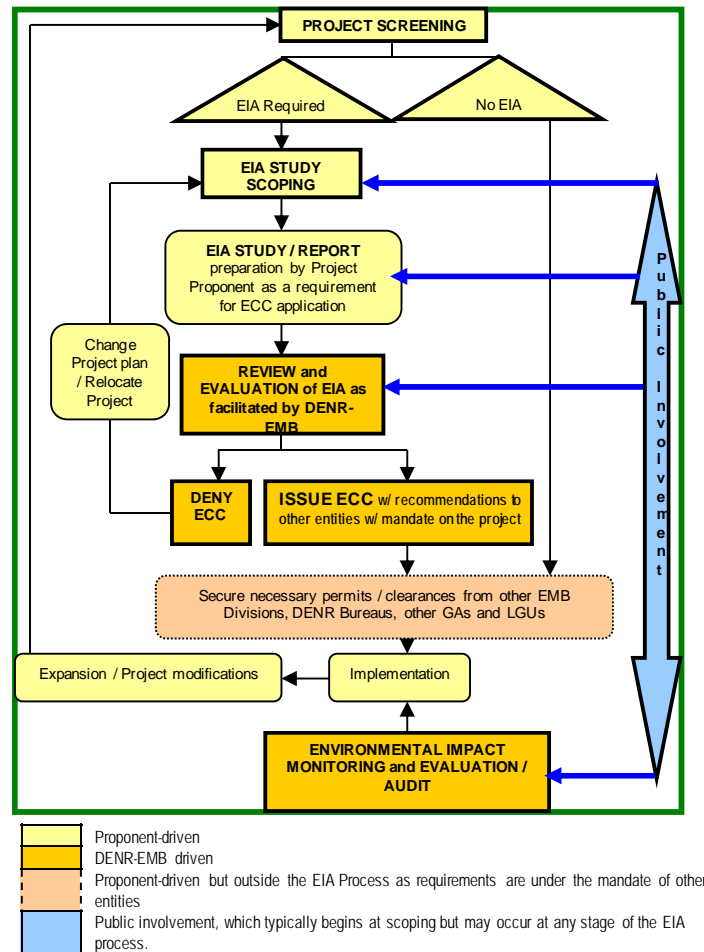 PROJECT SCREENING
EIA Required
No EIA
EIA STUDY
SCOPING
EIA STUDY / REPORT
preparation by Project
Proponent as a requirement
for ECC application
Public Involvement
Change
Project plan
/ Relocate
Project
REVIEW and
EVALUATION of EIA as
facilitated by DENR-
EMB
DENY
ECC
ISSUE ECC w/ recommendations to
other entities w/ mandate on the project
Secure necessary permits / clearances from other EMB
Divisions, DENR Bureaus, other GAs and LGUs
Expansion / Project modifications
Implementation
ENVIRONMENTAL IMPACT
MONITORING and EVALUATION /
AUDIT
Proponent-driven
DENR-EMB driven
Proponent-driven but outside the EIA Process as requirements are under the mandate of other
entities
Public involvement, which typically begins at scoping but may occur at any stage of the EIA
process.